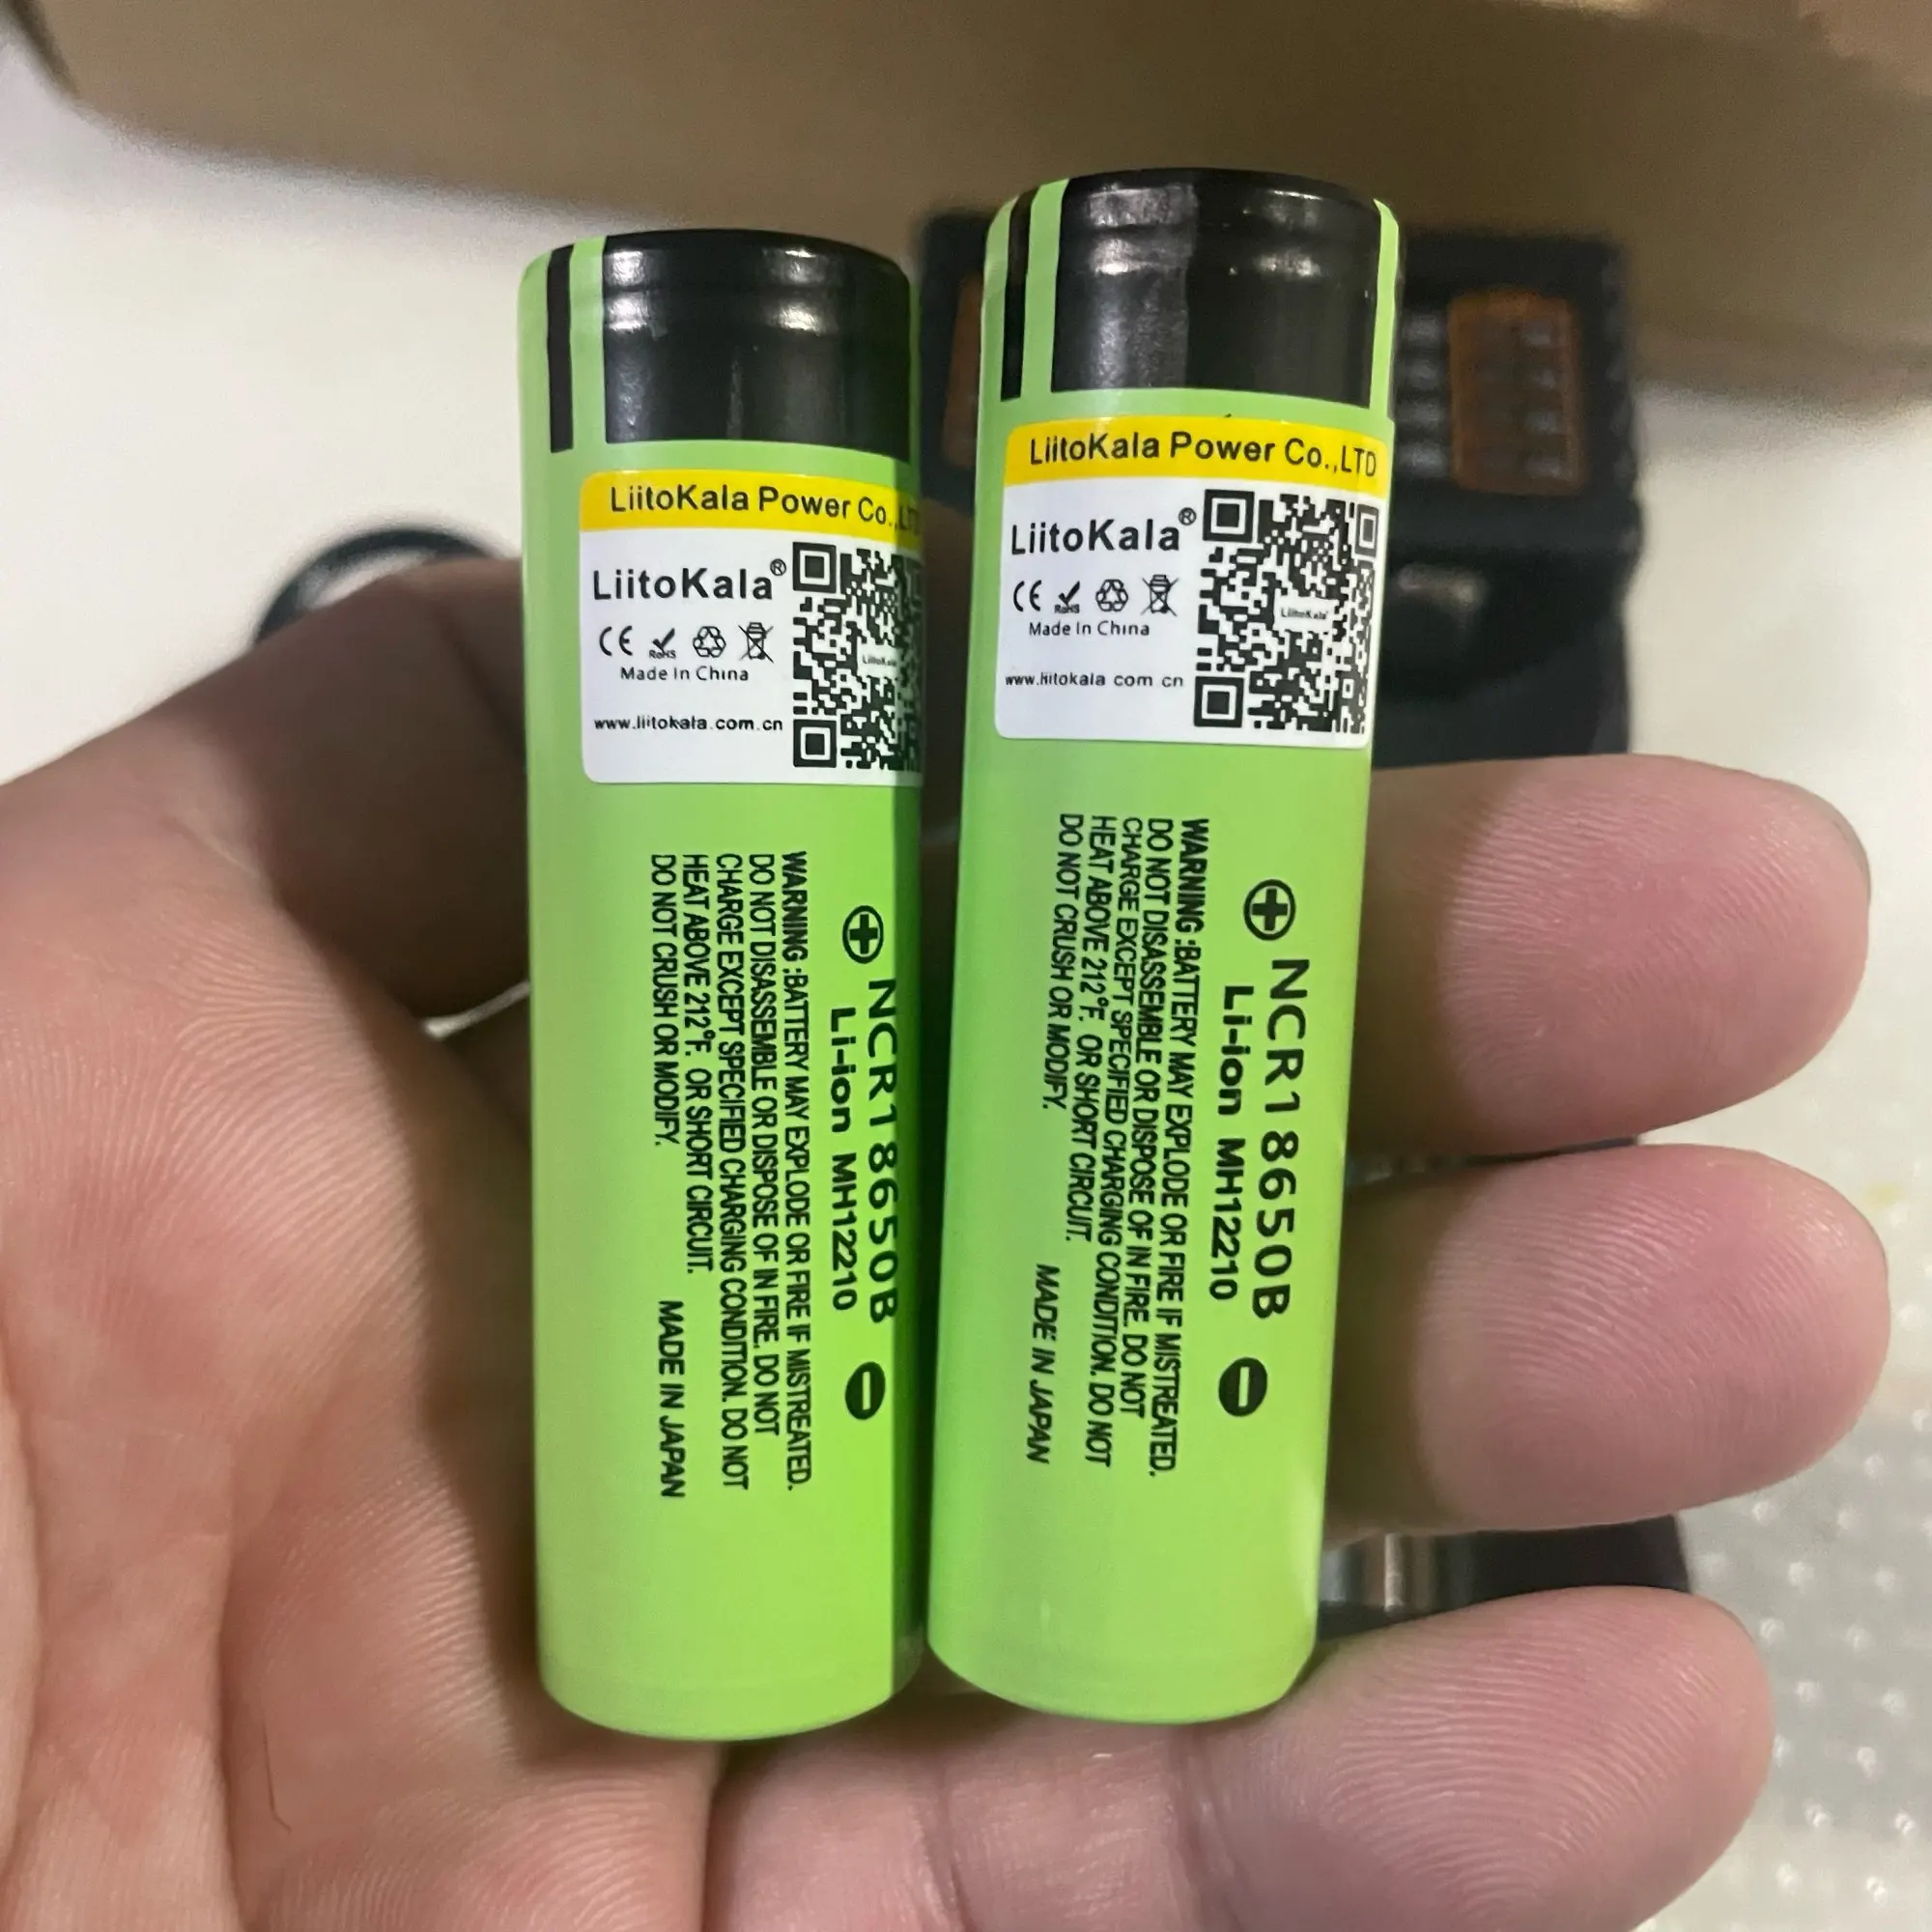 LiitoKala Power Co.,LTD
LiitoKala®
CE RoHS
Made In China
www.liitokala.com.cn
LiitoKala
NCR18650B
Li-ion MH12210
WARNING :BATTERY MAY EXPLODE OR FIRE IF MISTREATED.
DO NOT DISASSEMBLE OR DISPOSE OF IN FIRE. DO NOT
CHARGE EXCEPT SPECIFIED CHARGING CONDITION. DO NOT
HEAT ABOVE 212°F. OR SHORT CIRCUIT.
DO NOT CRUSH OR MODIFY.
MADE IN JAPAN
LiitoKala Power Co.,LTD
LiitoKala®
CE RoHS
Made In China
www.liitokala com cn
LiitoKala
NCR18650B
Li-ion MH12210
WARNING :BATTERY MAY EXPLODE OR FIRE IF MISTREATED.
DO NOT DISASSEMBLE OR DISPOSE OF IN FIRE. DO NOT
CHARGE EXCEPT SPECIFIED CHARGING CONDITION. DO NOT
HEAT ABOVE 212°F. OR SHORT CIRCUIT.
DO NOT CRUSH OR MODIFY.
MADE IN JAPAN